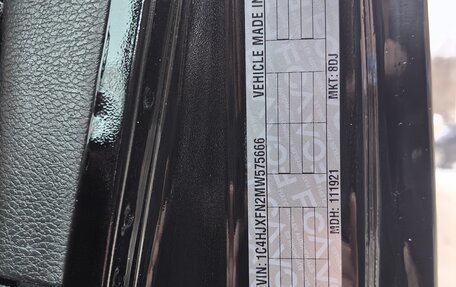 VIN: 1C4HJXFN2MW575666 VEHICLE MADE IN
MDH: 111921 MKT: 8DJ